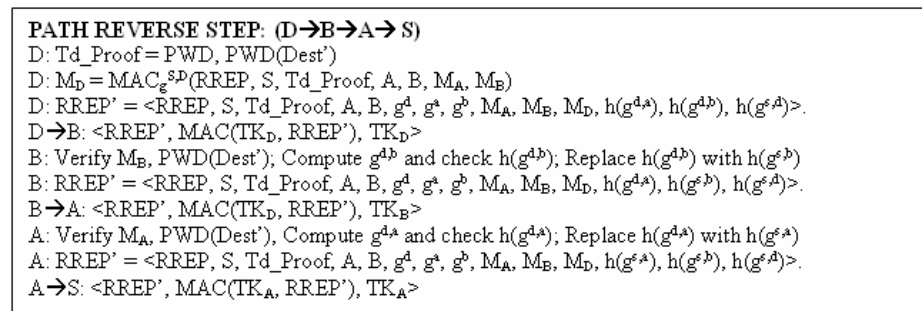 PATH REVERSE STEP: (D→B→A→ S)
D: Td_Proof = PWD, PWD(Dest’)
D: M_D = MAC_g^{s,D}(RREP, S, Td_Proof, A, B, M_A, M_B)
D: RREP’ = <RREP, S, Td_Proof, A, B, g^d, g^a, g^b, M_A, M_B, M_D, h(g^{d,a}), h(g^{d,b}), h(g^{s,d})>.
D→B: <RREP’, MAC(TK_D, RREP’), TK_D>
B: Verify M_B, PWD(Dest’); Compute g^{d,b} and check h(g^{d,b}); Replace h(g^{d,b}) with h(g^{s,b})
B: RREP’ = <RREP, S, Td_Proof, A, B, g^d, g^a, g^b, M_A, M_B, M_D, h(g^{d,a}), h(g^{s,b}), h(g^{s,d})>.
B→A: <RREP’, MAC(TK_D, RREP’), TK_B>
A: Verify M_A, PWD(Dest’), Compute g^{d,a} and check h(g^{d,a}); Replace h(g^{d,a}) with h(g^{s,a})
A: RREP’ = <RREP, S, Td_Proof, A, B, g^d, g^a, g^b, M_A, M_B, M_D, h(g^{s,a}), h(g^{s,b}), h(g^{s,d})>.
A→S: <RREP’, MAC(TK_A, RREP’), TK_A>